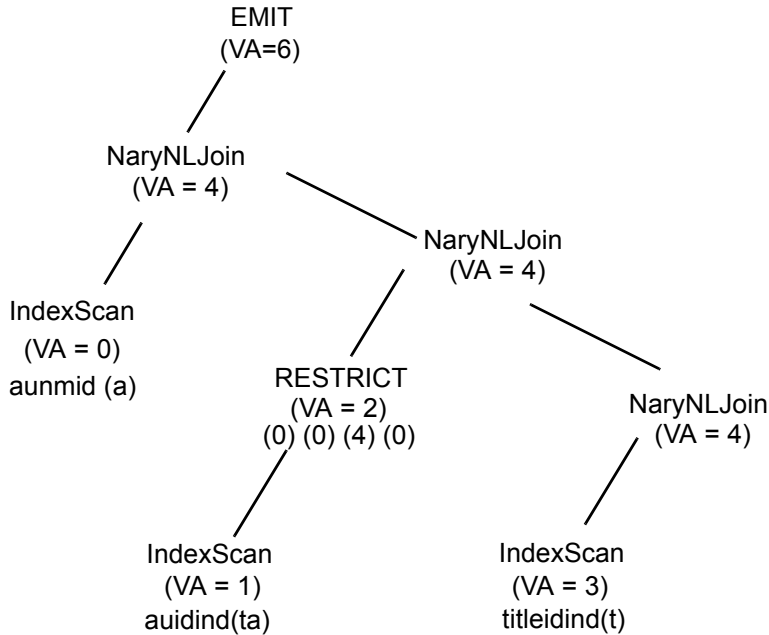 EMIT
(VA=6)
NaryNLJoin
(VA = 4)
NaryNLJoin
(VA = 4)
IndexScan
(VA = 0)
aunmid (a)
RESTRICT
(VA = 2)
(0) (0) (4) (0)
NaryNLJoin
(VA = 4)
IndexScan
(VA = 1)
auidind(ta)
IndexScan
(VA = 3)
titleidind(t)